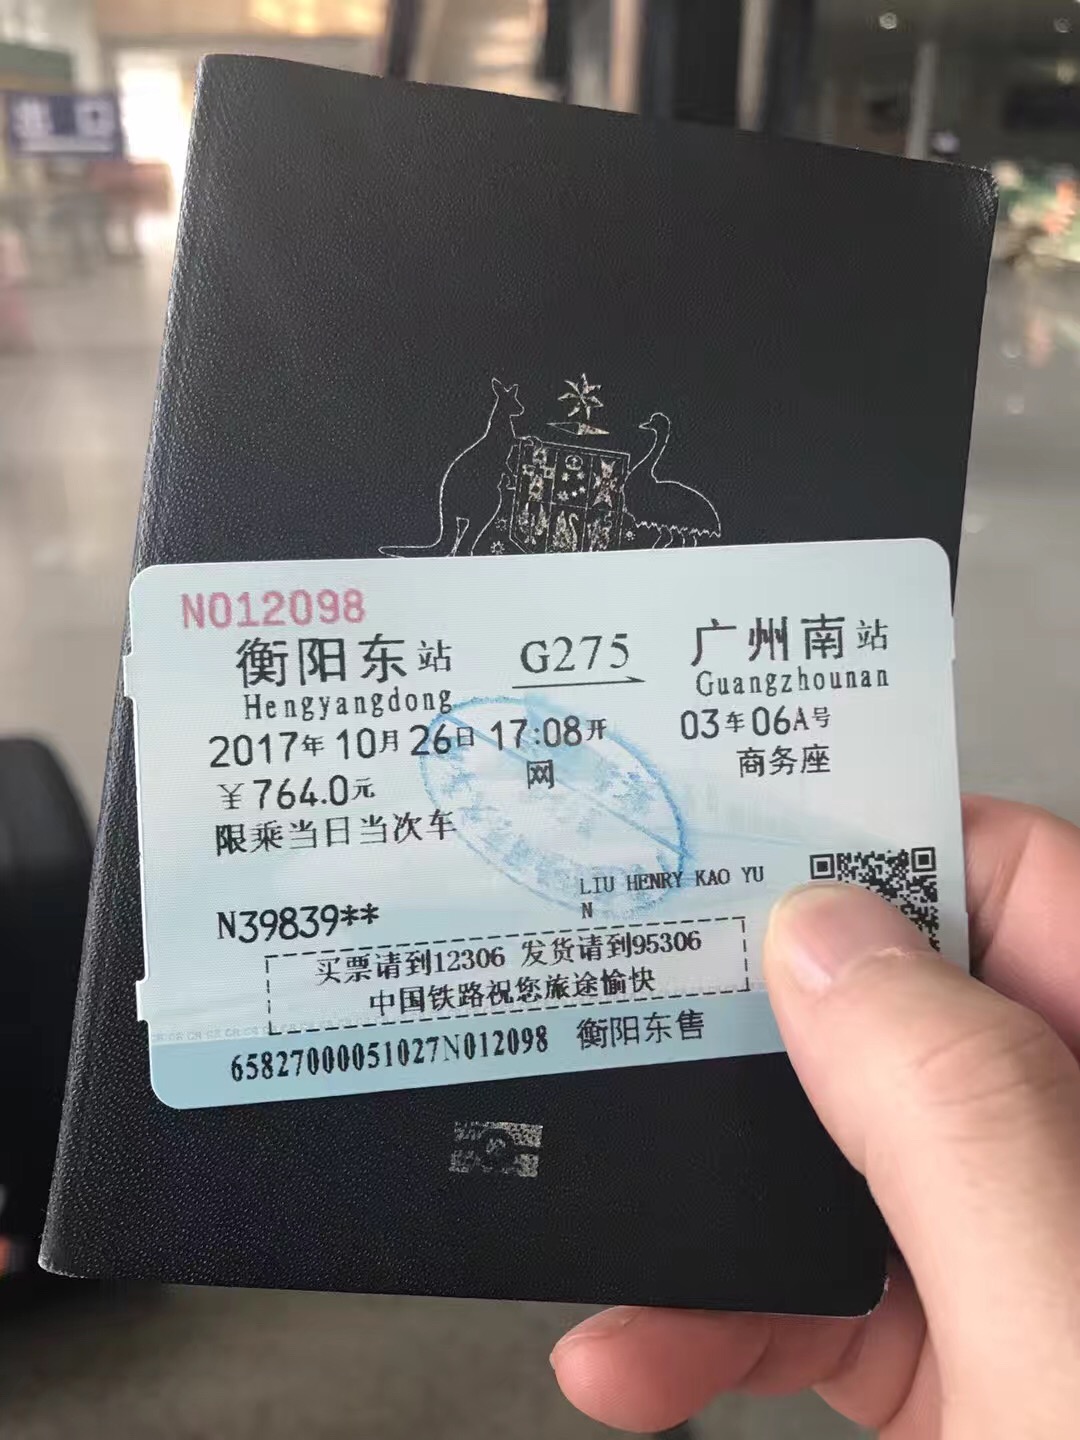 出口
N012098
衡阳东站 G275 广州南站
Hengyangdong Guangzhounan
2017年10月26日 17:08开 03车06A号
¥764.0元 网 商务座
限乘当日当次车
LIU HENRY KAO YU
N
N39839**
买票请到12306 发货请到95306
中国铁路祝您旅途愉快
65827000051027N012098 衡阳东售